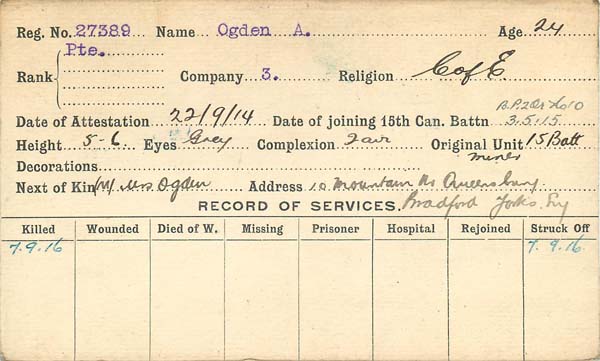 Reg. No. 27389 Name Ogden A. Age 24
Pte.
Rank Company 3. Religion C of E.
B.P.2 Or
Date of Attestation 22/9/14 Date of joining 15th Can. Battn 3.5.15
Height 5-6 Eyes Grey Complexion Fair Original Unit 15 Batt
Decorations miner
Next of Kin (M) Mrs Ogden Address 10 Mountain Queensbury
RECORD OF SERVICES. Bradford Yorks. Eng
Killed Wounded Died of W. Missing Prisoner Hospital Rejoined Struck Off
7.9.16 7.9.16